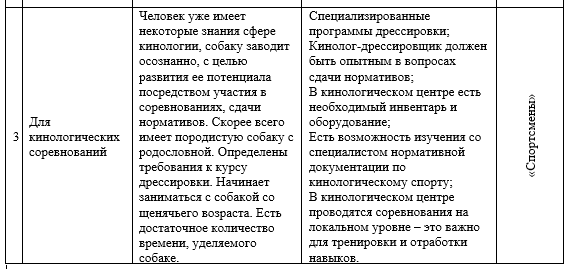 3
Для
кинологических
соревнований
Человек уже имеет
некоторые знания сфере
кинологии, собаку заводит
осознанно, с целью
развития ее потенциала
посредством участия в
соревнованиях, сдачи
нормативов. Скорее всего
имеет породистую собаку с
родословной. Определены
требования к курсу
дрессировки. Начинает
заниматься с собакой со
щенячьего возраста. Есть
достаточное количество
времени, уделяемого
собаке.
Специализированные
программы дрессировки;
Кинолог-дрессировщик должен
быть опытным в вопросах
сдачи нормативов;
В кинологическом центре есть
необходимый инвентарь и
оборудование;
Есть возможность изучения со
специалистом нормативной
документации по
кинологическому спорту;
В кинологическом центре
проводятся соревнования на
локальном уровне – это важно
для тренировки и отработки
навыков.
«Спортсмены»